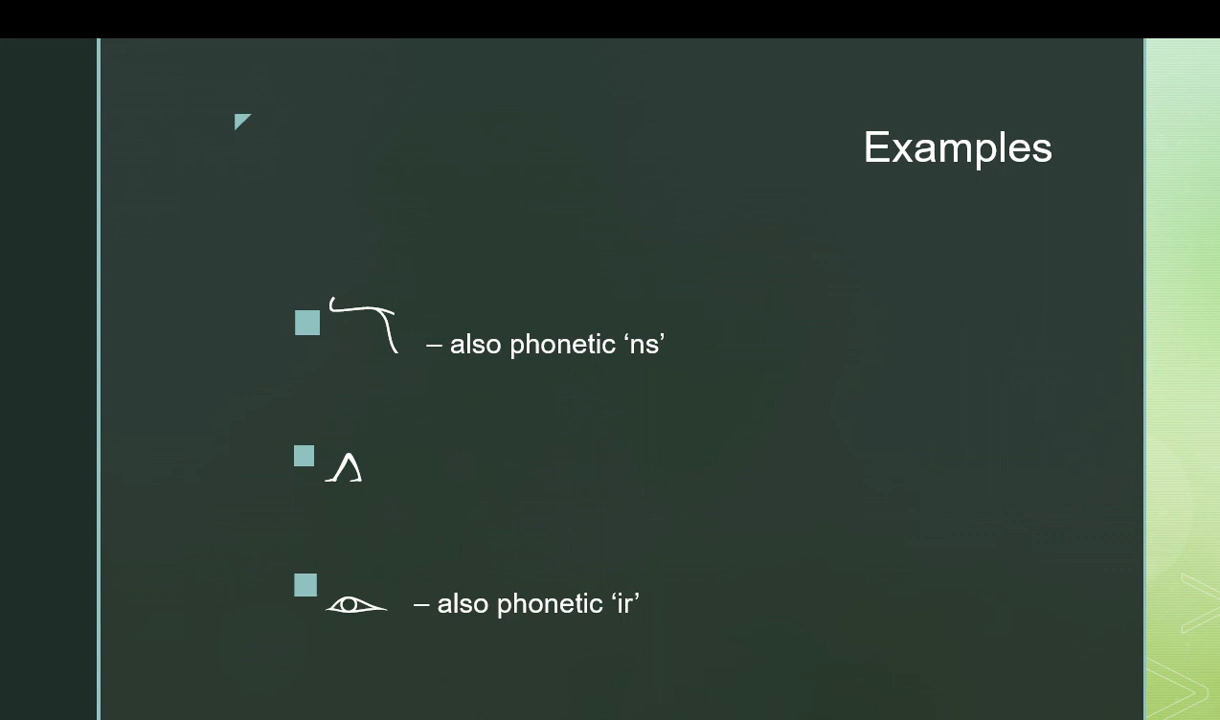 Examples
𓄓 – also phonetic ‘ns’
𓂻
𓁹 – also phonetic ‘ir’